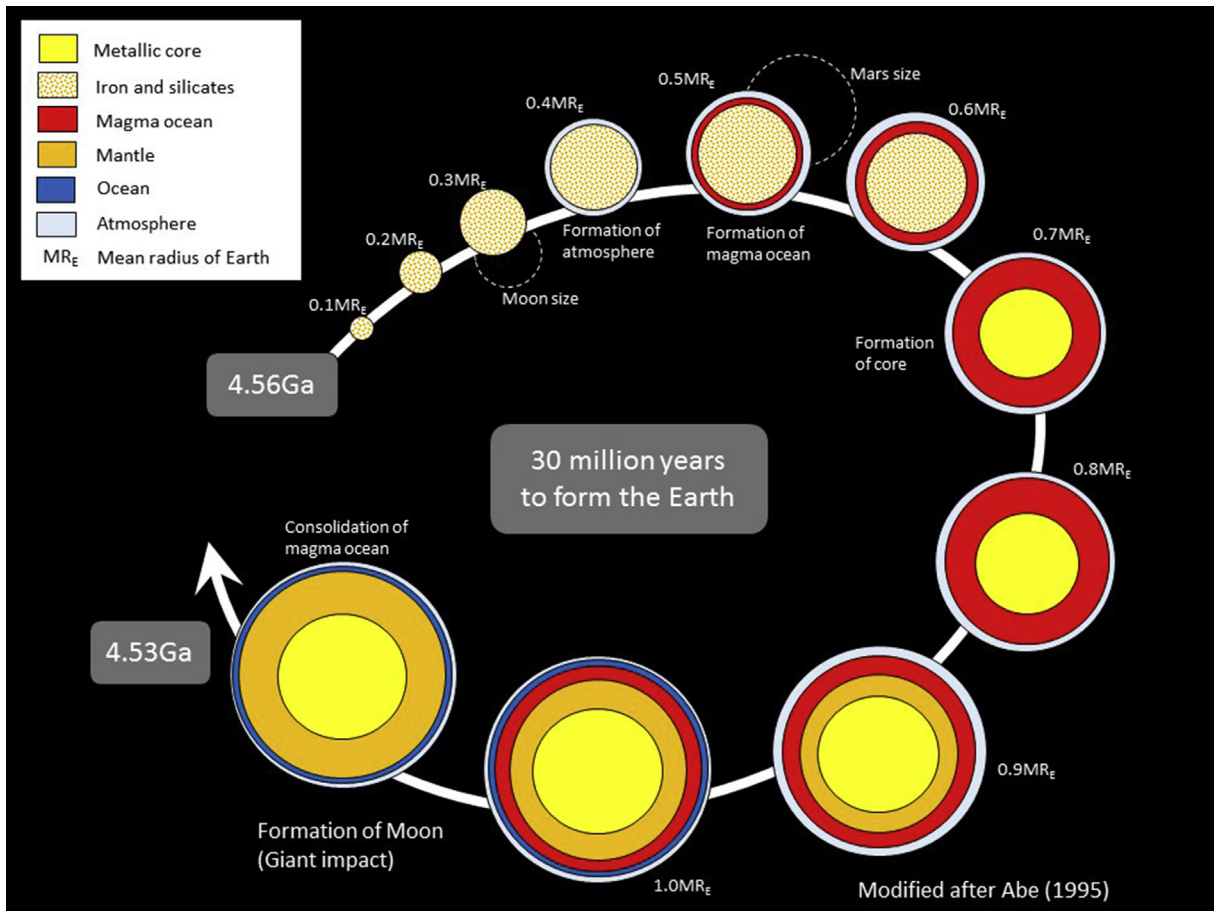 Metallic core
Iron and silicates
Magma ocean
Mantle
Ocean
Atmosphere
MRE Mean radius of Earth
4.56Ga
0.1MRE
0.2MRE
0.3MRE
Moon size
0.4MRE
Formation of
atmosphere
0.5MRE
Mars size
Formation of
magma ocean
0.6MRE
0.7MRE
Formation
of core
0.8MRE
0.9MRE
1.0MRE
30 million years
to form the Earth
Consolidation of
magma ocean
4.53Ga
Formation of Moon
(Giant impact)
Modified after Abe (1995)